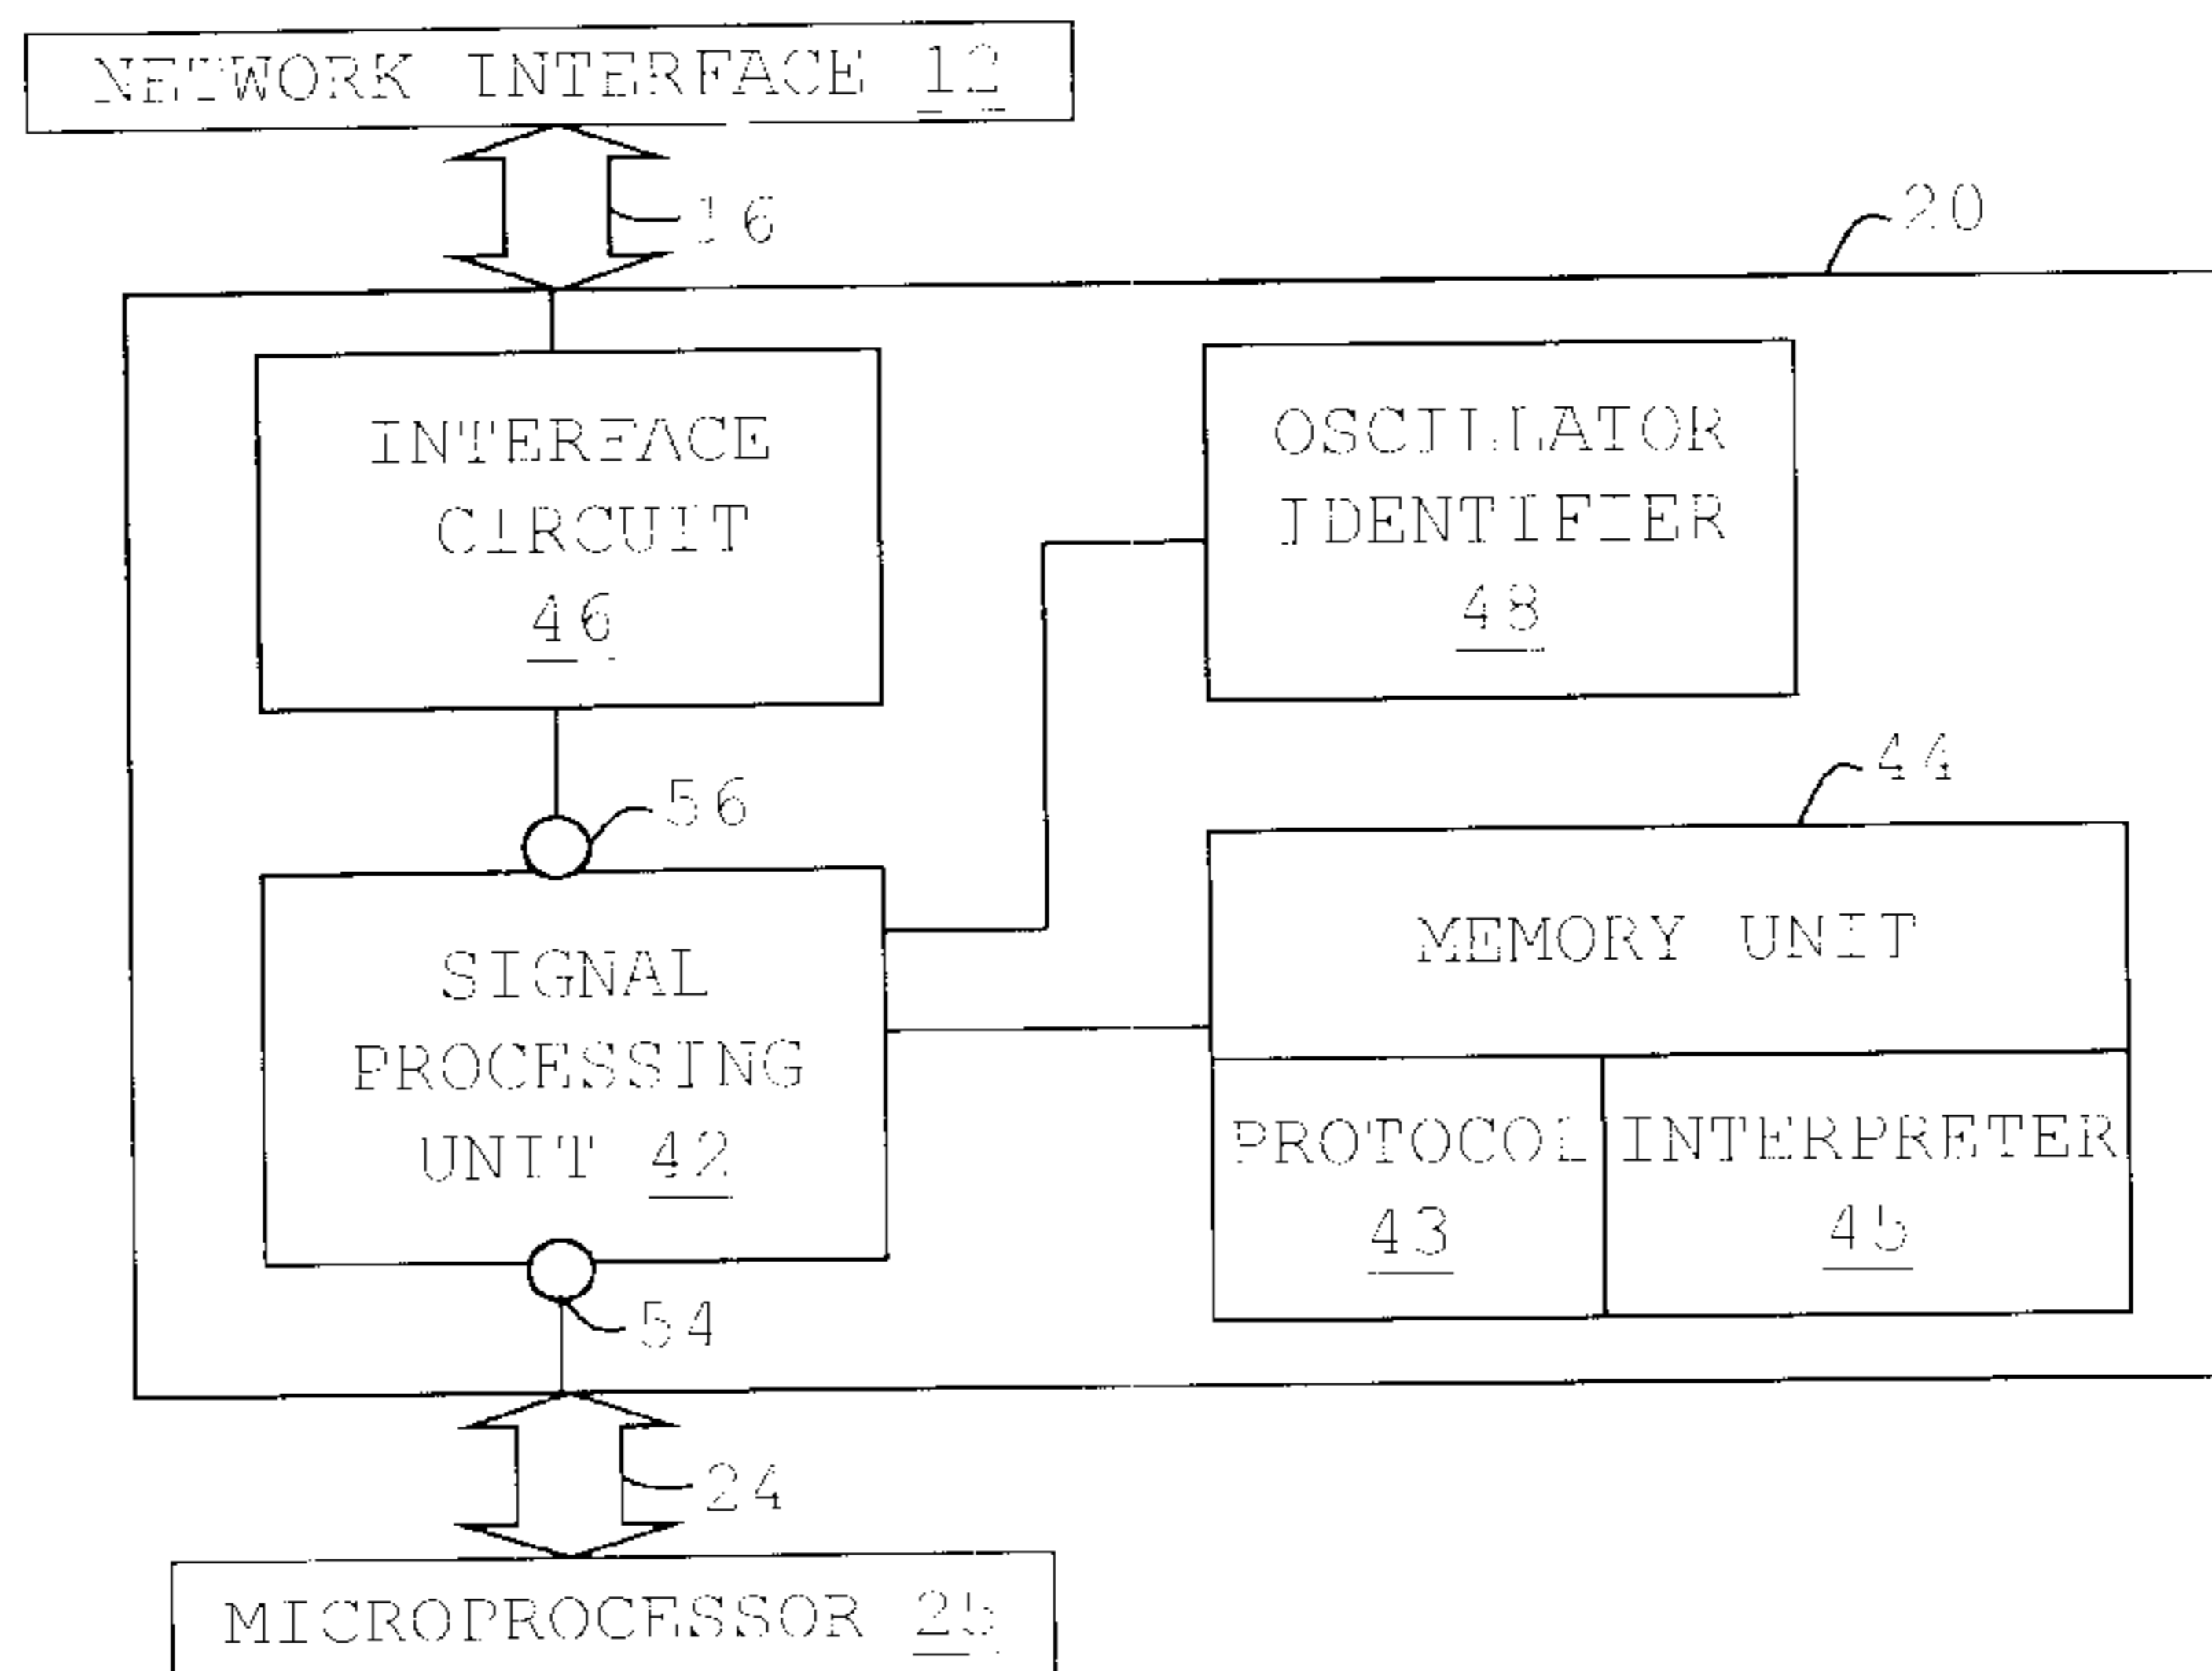 NETWORK INTERFACE 12
16
20
INTERFACE
CIRCUIT
46
OSCILLATOR
IDENTIFIER
48
56
44
SIGNAL
PROCESSING
UNIT 42
MEMORY UNIT
PROTOCOL
43
INTERPRETER
45
54
24
MICROPROCESSOR 25